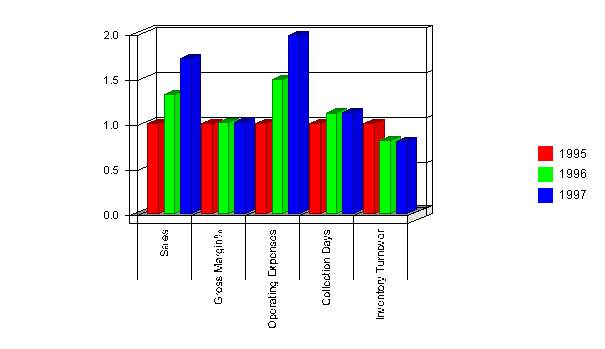 2.0
1.5
1.0
0.5
0.0
Sales
Gross Margin%
Operating Expenses
Collection Days
Inventory Turnover
1995
1996
1997